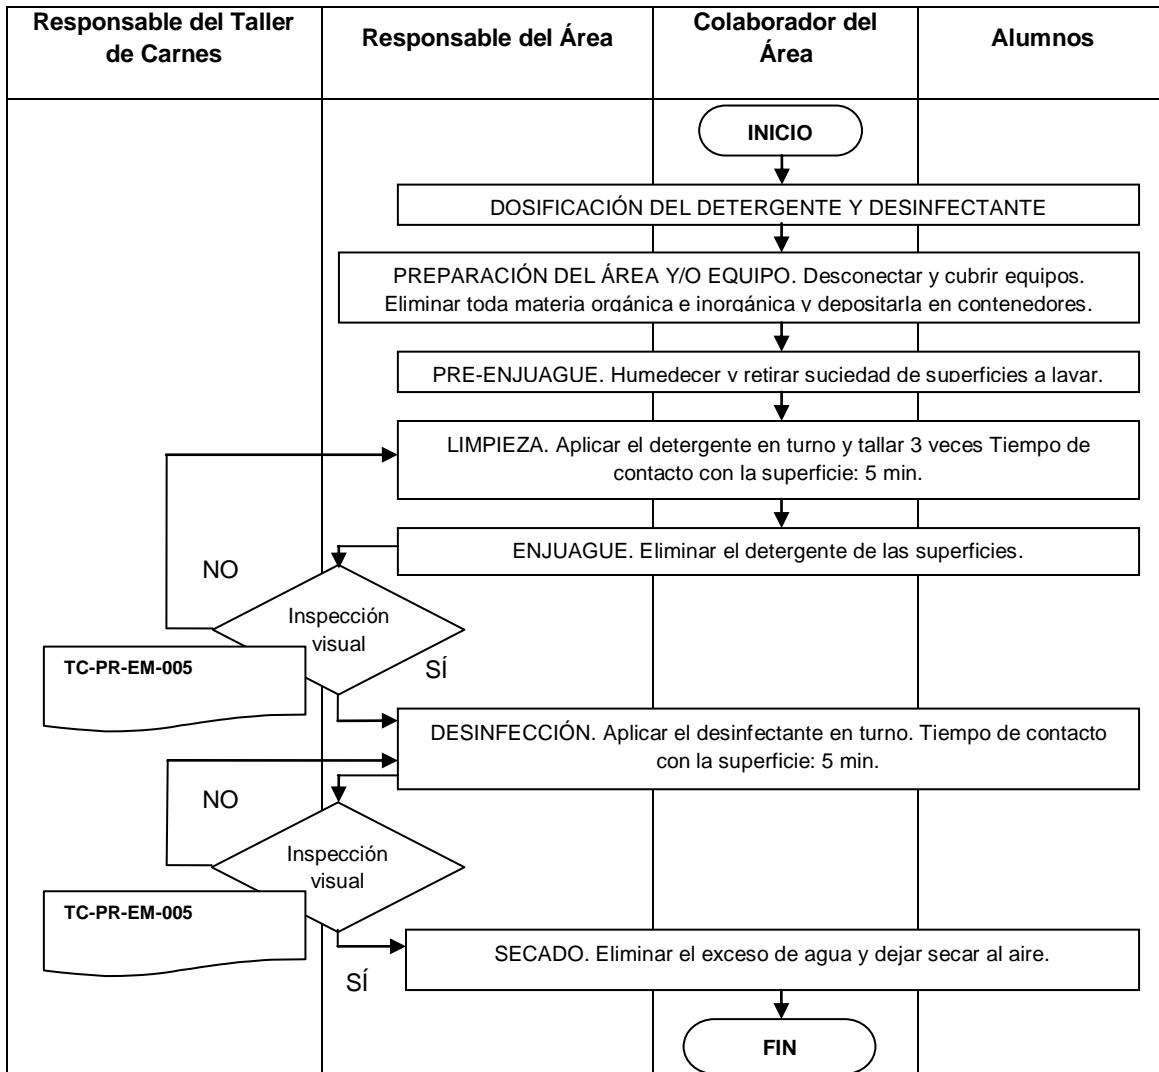 Responsable del Taller
de Carnes
Responsable del Área
Colaborador del
Área
Alumnos
INICIO
DOSIFICACIÓN DEL DETERGENTE Y DESINFECTANTE
PREPARACIÓN DEL ÁREA Y/O EQUIPO. Desconectar y cubrir equipos.
Eliminar toda materia orgánica e inorgánica y depositarla en contenedores.
PRE-ENJUAGUE. Humedecer y retirar suciedad de superficies a lavar.
LIMPIEZA. Aplicar el detergente en turno y tallar 3 veces Tiempo de
contacto con la superficie: 5 min.
ENJUAGUE. Eliminar el detergente de las superficies.
NO
Inspección
visual
SÍ
TC-PR-EM-005
DESINFECCIÓN. Aplicar el desinfectante en turno. Tiempo de contacto
con la superficie: 5 min.
NO
Inspección
visual
TC-PR-EM-005
SECADO. Eliminar el exceso de agua y dejar secar al aire.
SÍ
FIN